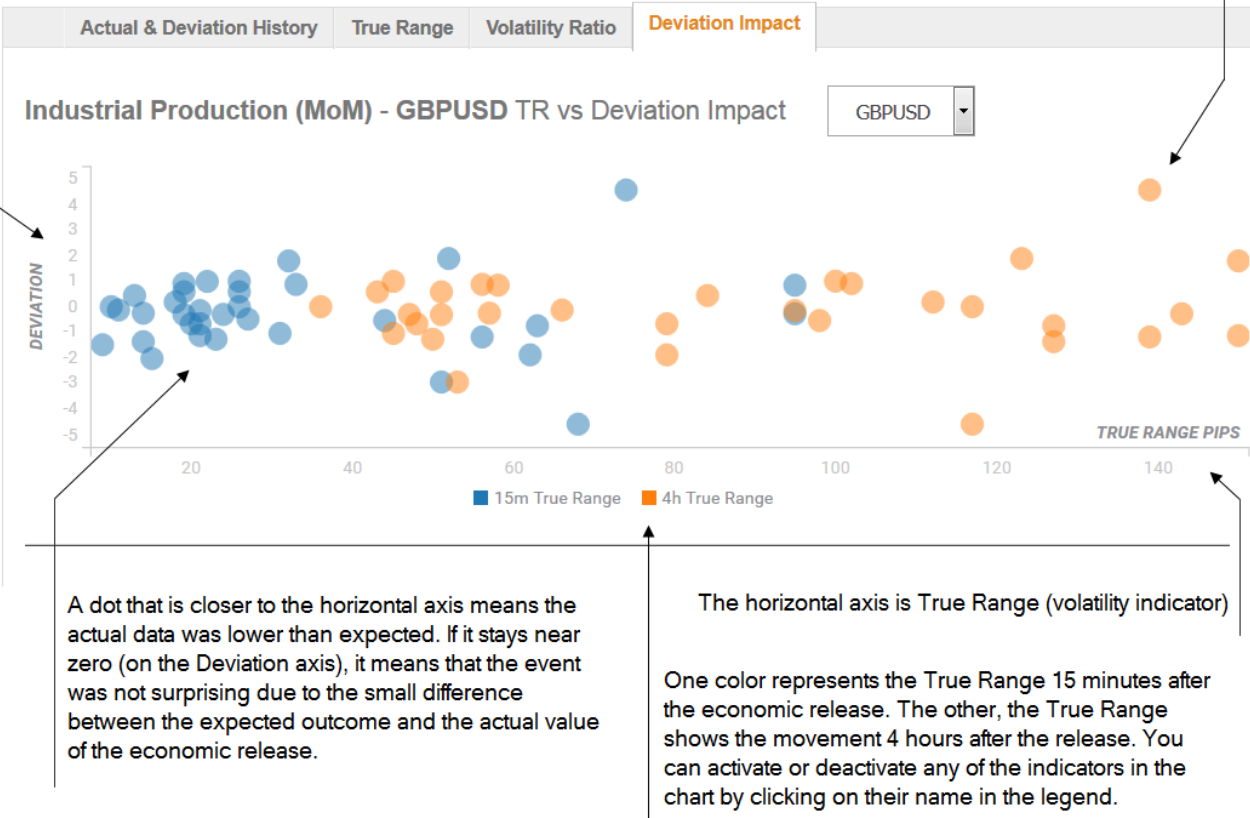 Actual & Deviation History True Range Volatility Ratio Deviation Impact
Industrial Production (MoM) - GBPUSD TR vs Deviation Impact GBPUSD
5
4
3
2
1
0
-1
-2
-3
-4
-5
DEVIATION
TRUE RANGE PIPS
20 40 60 80 100 120 140
15m True Range 4h True Range
A dot that is closer to the horizontal axis means the
actual data was lower than expected. If it stays near
zero (on the Deviation axis), it means that the event
was not surprising due to the small difference
between the expected outcome and the actual value
of the economic release.
The horizontal axis is True Range (volatility indicator)
One color represents the True Range 15 minutes after
the economic release. The other, the True Range
shows the movement 4 hours after the release. You
can activate or deactivate any of the indicators in the
chart by clicking on their name in the legend.